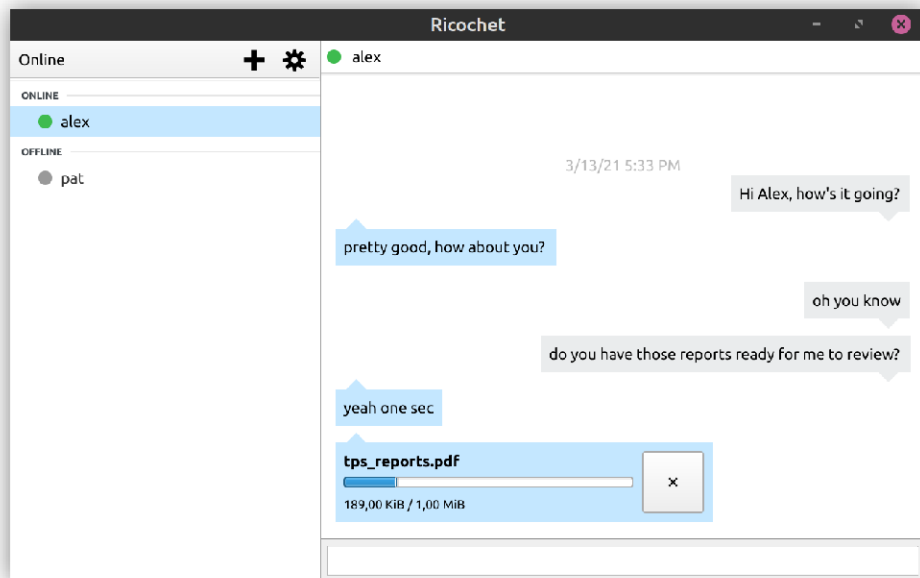 Ricochet
Online
ONLINE
alex
OFFLINE
pat
alex
3/13/21 5:33 PM
Hi Alex, how's it going?
pretty good, how about you?
oh you know
do you have those reports ready for me to review?
yeah one sec
tps_reports.pdf
189,00 KiB / 1,00 MiB